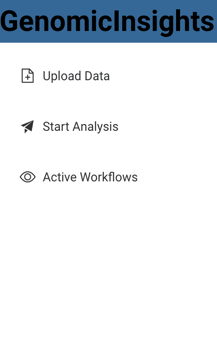 GenomicInsights
Upload Data
Start Analysis
Active Workflows